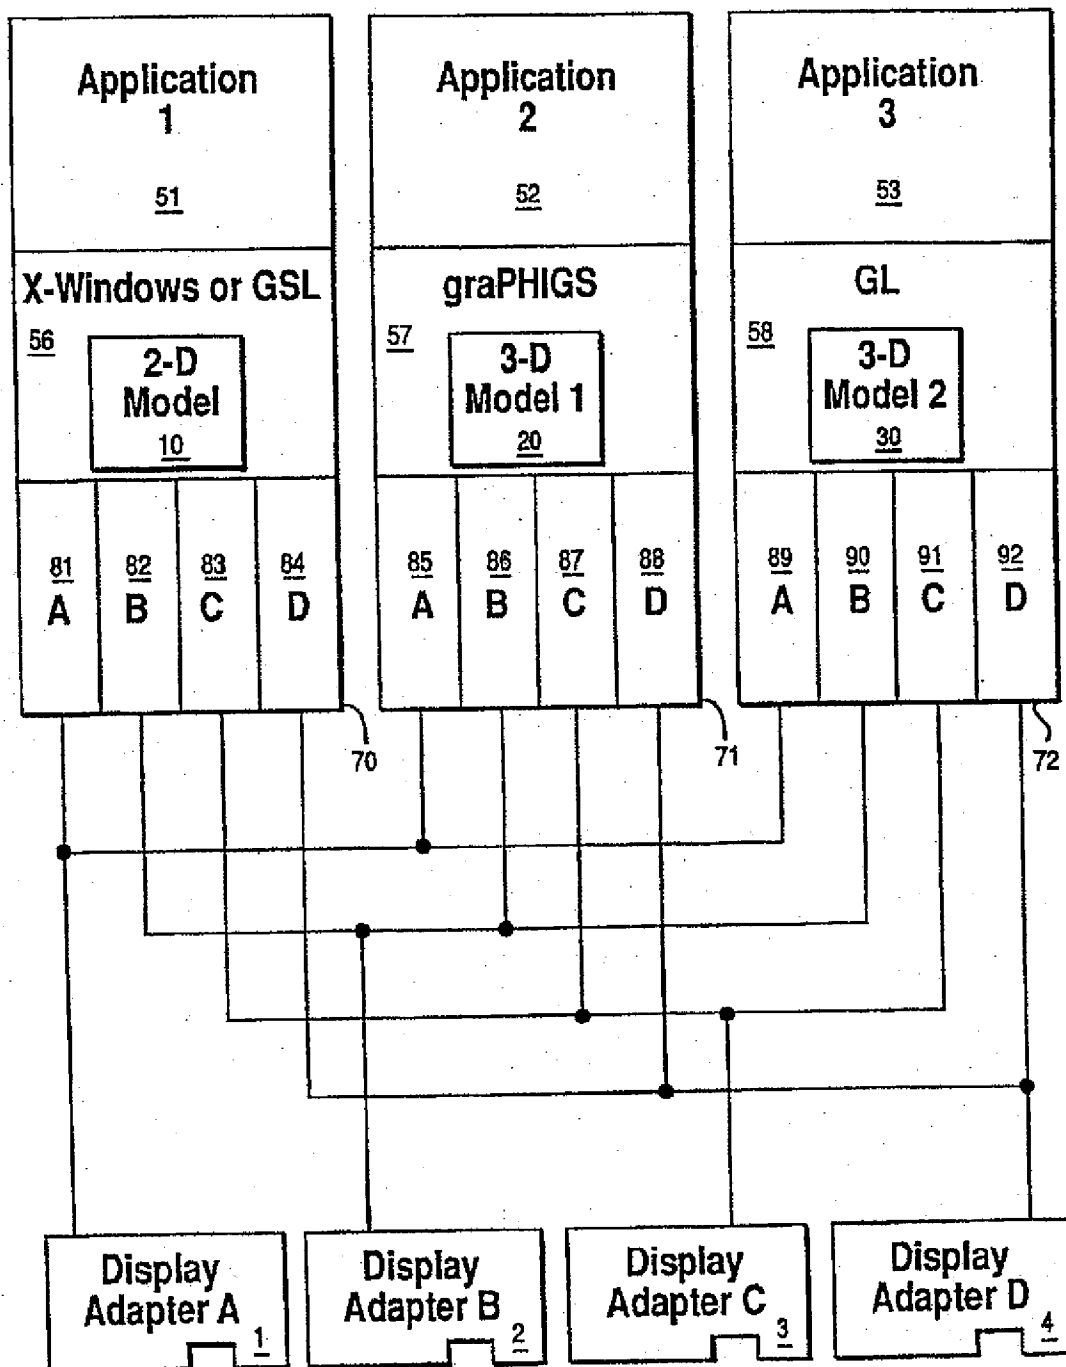 Application
1
51
Application
2
52
Application
3
53
X-Windows or GSL
56
2-D
Model
10
graPHIGS
57
3-D
Model 1
20
GL
58
3-D
Model 2
30
81
A
82
B
83
C
84
D
85
A
86
B
87
C
88
D
89
A
90
B
91
C
92
D
70
71
72
Display
Adapter A
1
Display
Adapter B
2
Display
Adapter C
3
Display
Adapter D
4